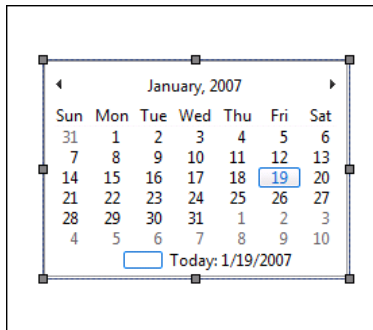 January, 2007
Sun Mon Tue Wed Thu Fri Sat
31 1 2 3 4 5 6
7 8 9 10 11 12 13
14 15 16 17 18 19 20
21 22 23 24 25 26 27
28 29 30 31 1 2 3
4 5 6 7 8 9 10
Today: 1/19/2007